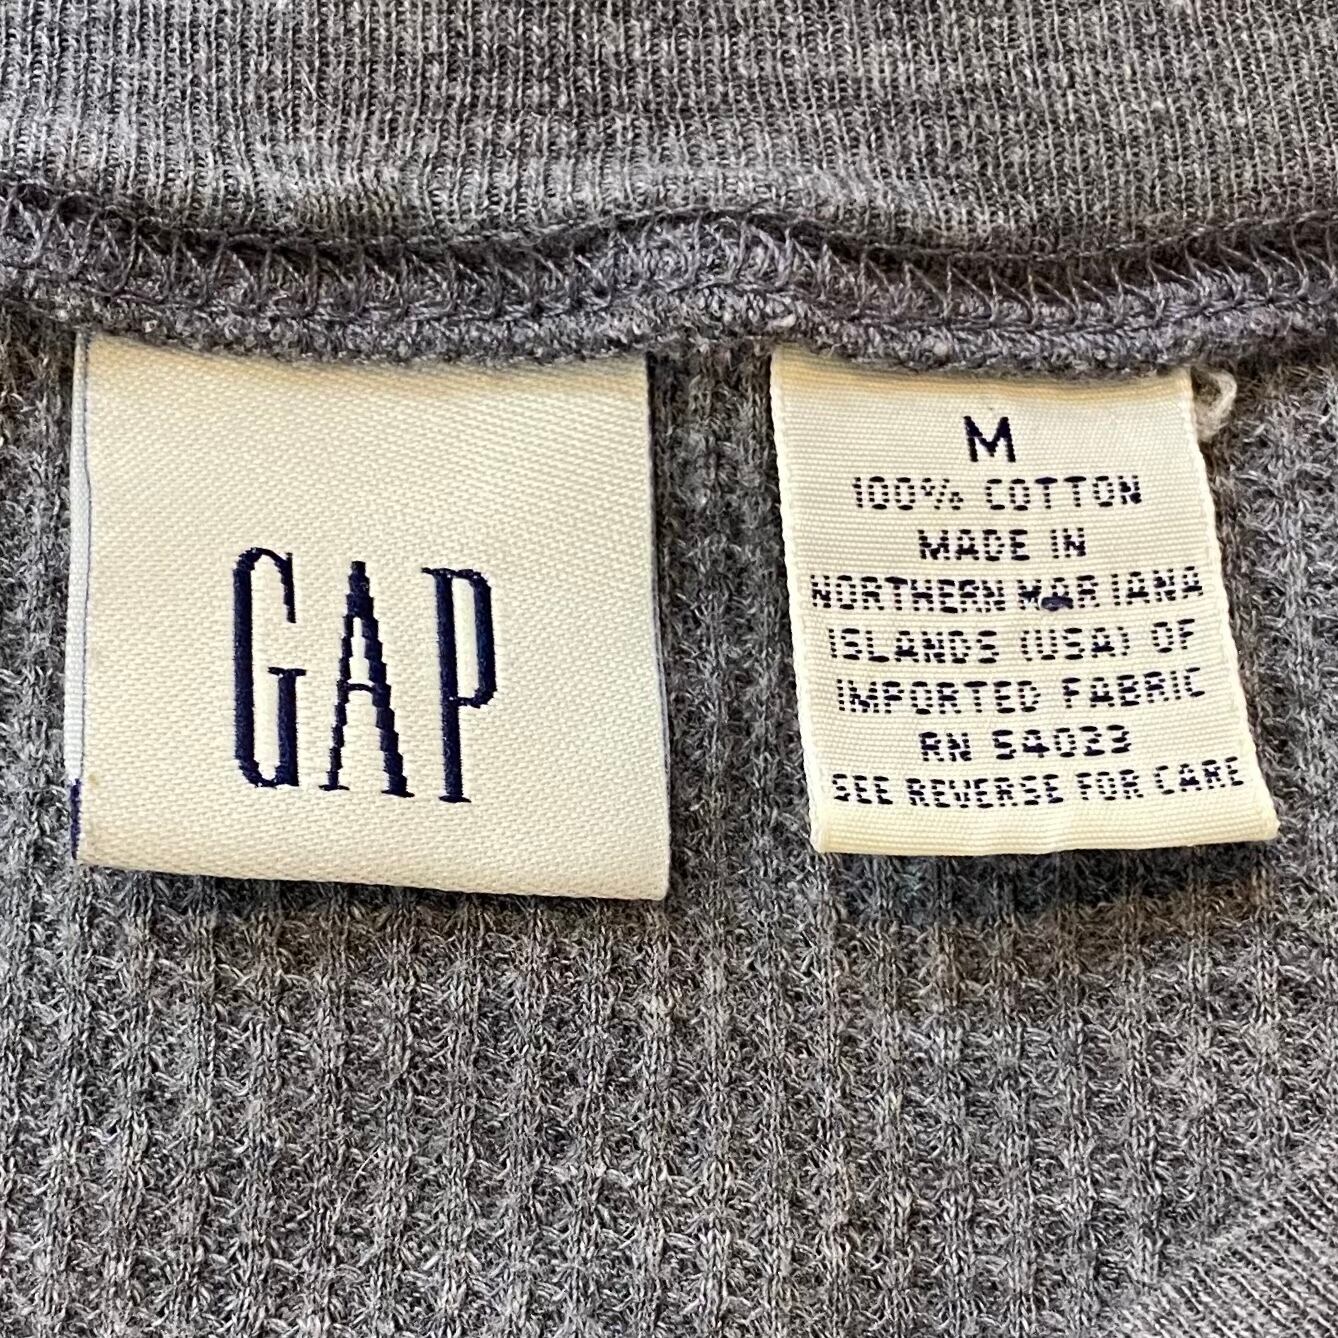 GAP
M
100% COTTON
MADE IN
NORTHERN MARIANA
ISLANDS (USA) OF
IMPORTED FABRIC
RN 54023
SEE REVERSE FOR CARE